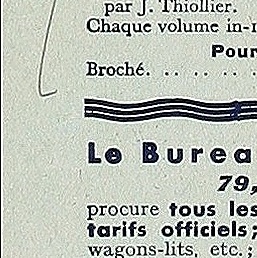 par J. Thiollier.
Chaque volume in-
Pour
Broché. . . . . .
Le Burea
79,
procure tous les
tarifs officiels;
wagons-lits, etc.;